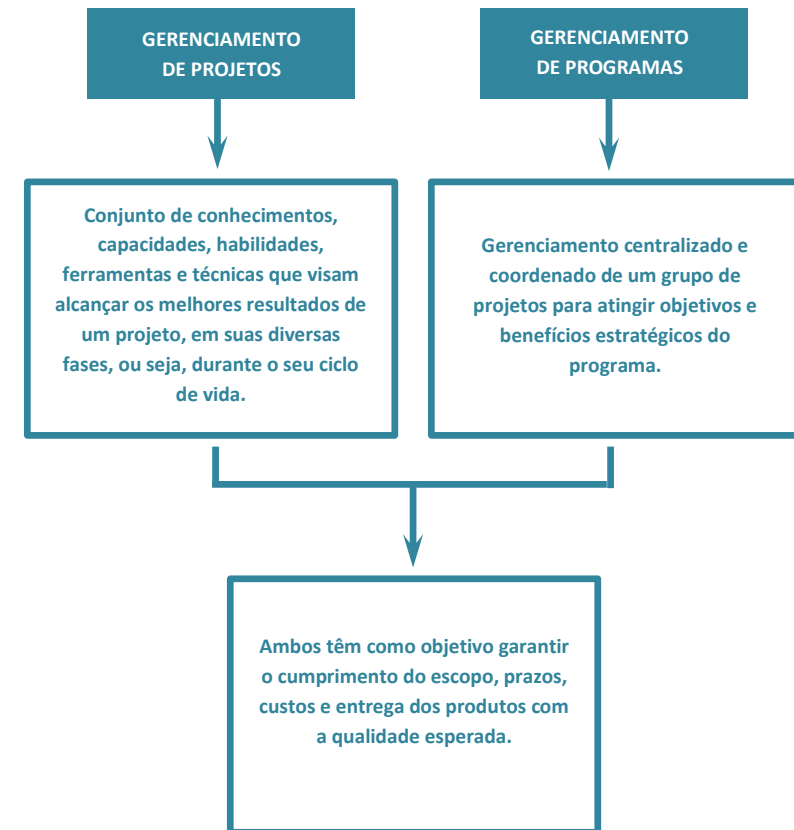 GERENCIAMENTO
DE PROJETOS
GERENCIAMENTO
DE PROGRAMAS
Conjunto de conhecimentos,
capacidades, habilidades,
ferramentas e técnicas que visam
alcançar os melhores resultados de
um projeto, em suas diversas
fases, ou seja, durante o seu ciclo
de vida.
Gerenciamento centralizado e
coordenado de um grupo de
projetos para atingir objetivos e
benefícios estratégicos do
programa.
Ambos têm como objetivo garantir
o cumprimento do escopo, prazos,
custos e entrega dos produtos com
a qualidade esperada.